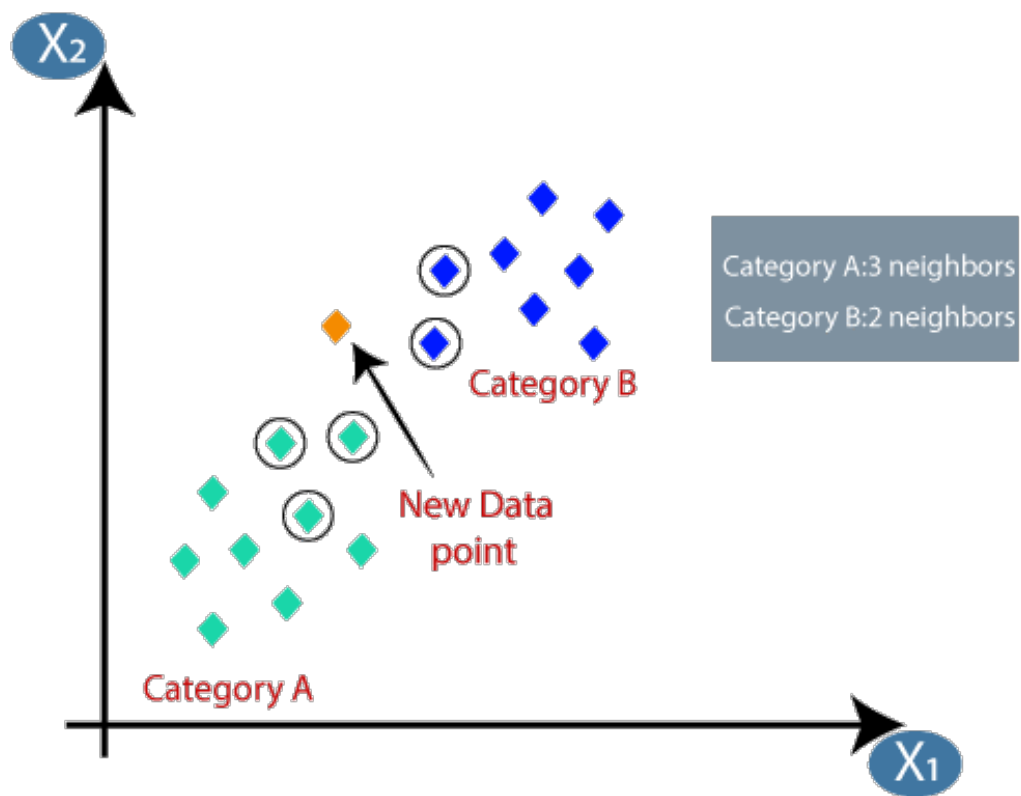 X2
Category A:3 neighbors
Category B:2 neighbors
Category B
New Data
point
Category A
X1